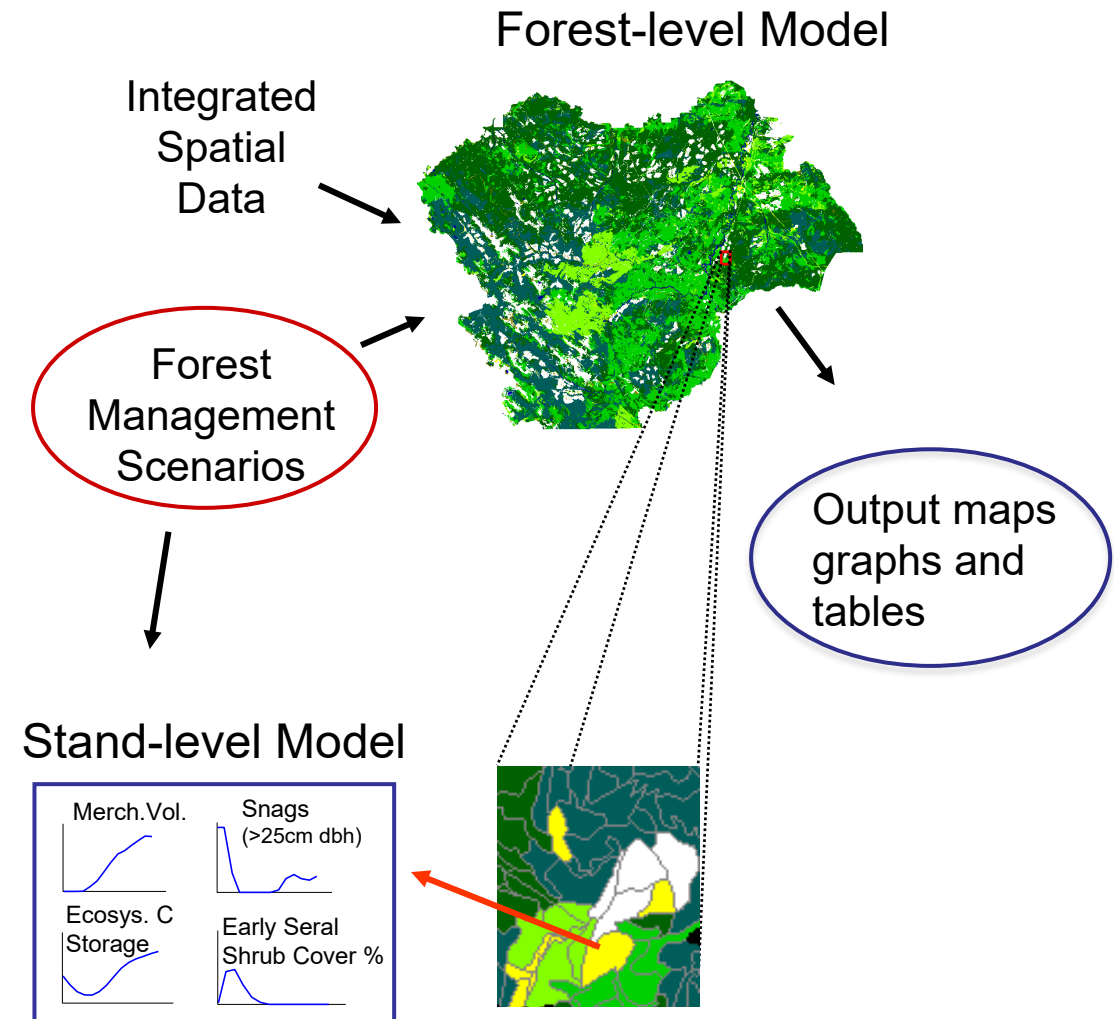 Forest-level Model
Integrated
Spatial
Data
Forest
Management
Scenarios
Output maps
graphs and
tables
Stand-level Model
Merch.Vol.
Snags
(>25cm dbh)
Ecosys. C
Storage
Early Seral
Shrub Cover %